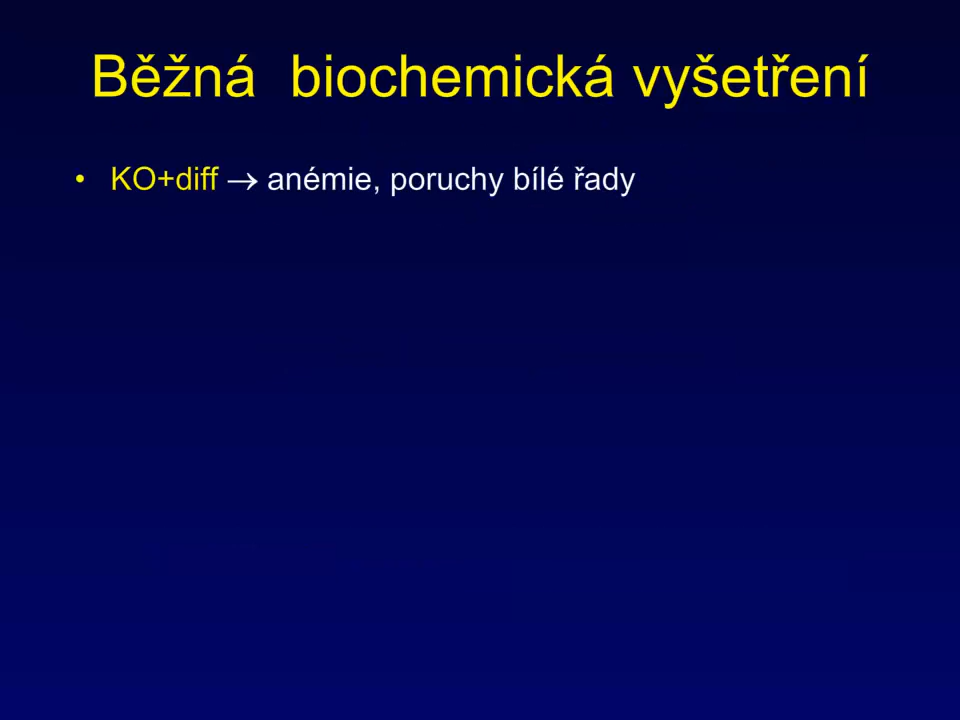 Běžná  biochemická vyšetření
• KO+diff → anémie, poruchy bílé řady